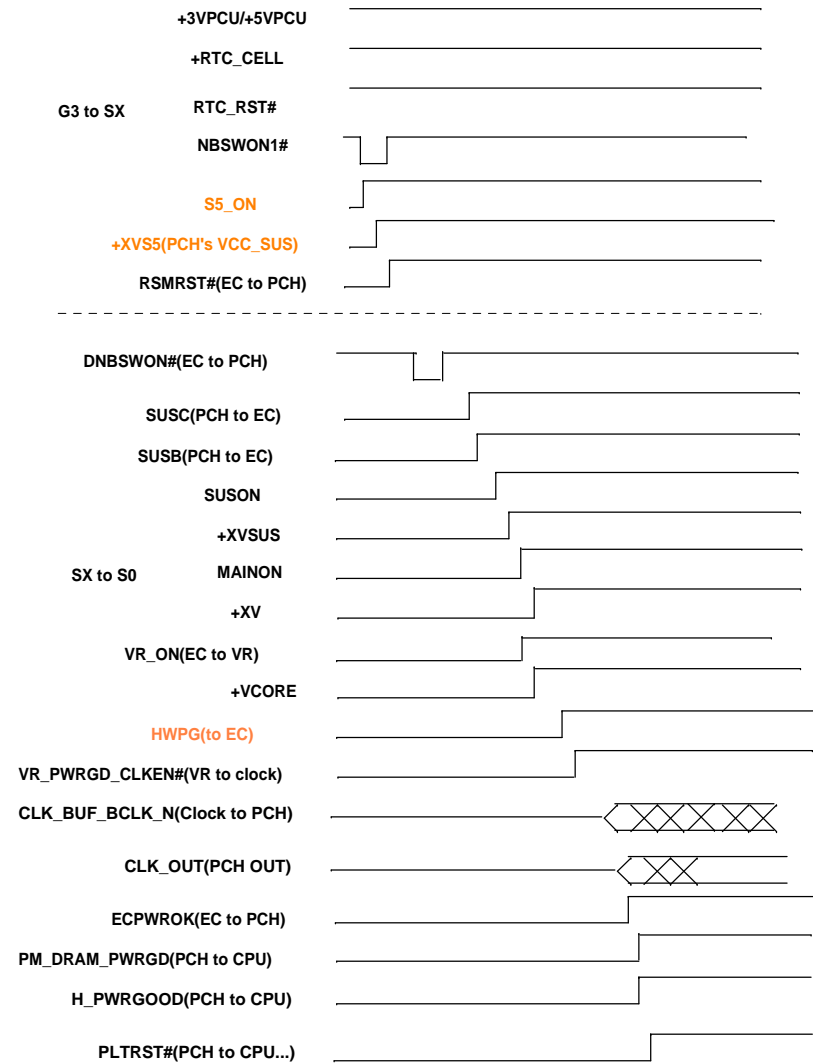 +3VPCU/+5VPCU
+RTC_CELL
G3 to SX
RTC_RST#
NBSWON1#
S5_ON
+XVS5(PCH's VCC_SUS)
RSMRST#(EC to PCH)
DNBSWON#(EC to PCH)
SUSC(PCH to EC)
SUSB(PCH to EC)
SUSON
+XVSUS
SX to S0
MAINON
+XV
VR_ON(EC to VR)
+VCORE
HWPG(to EC)
VR_PWRGD_CLKEN#(VR to clock)
CLK_BUF_BCLK_N(Clock to PCH)
CLK_OUT(PCH OUT)
ECPWROK(EC to PCH)
PM_DRAM_PWRGD(PCH to CPU)
H_PWRGOOD(PCH to CPU)
PLTRST#(PCH to CPU...)